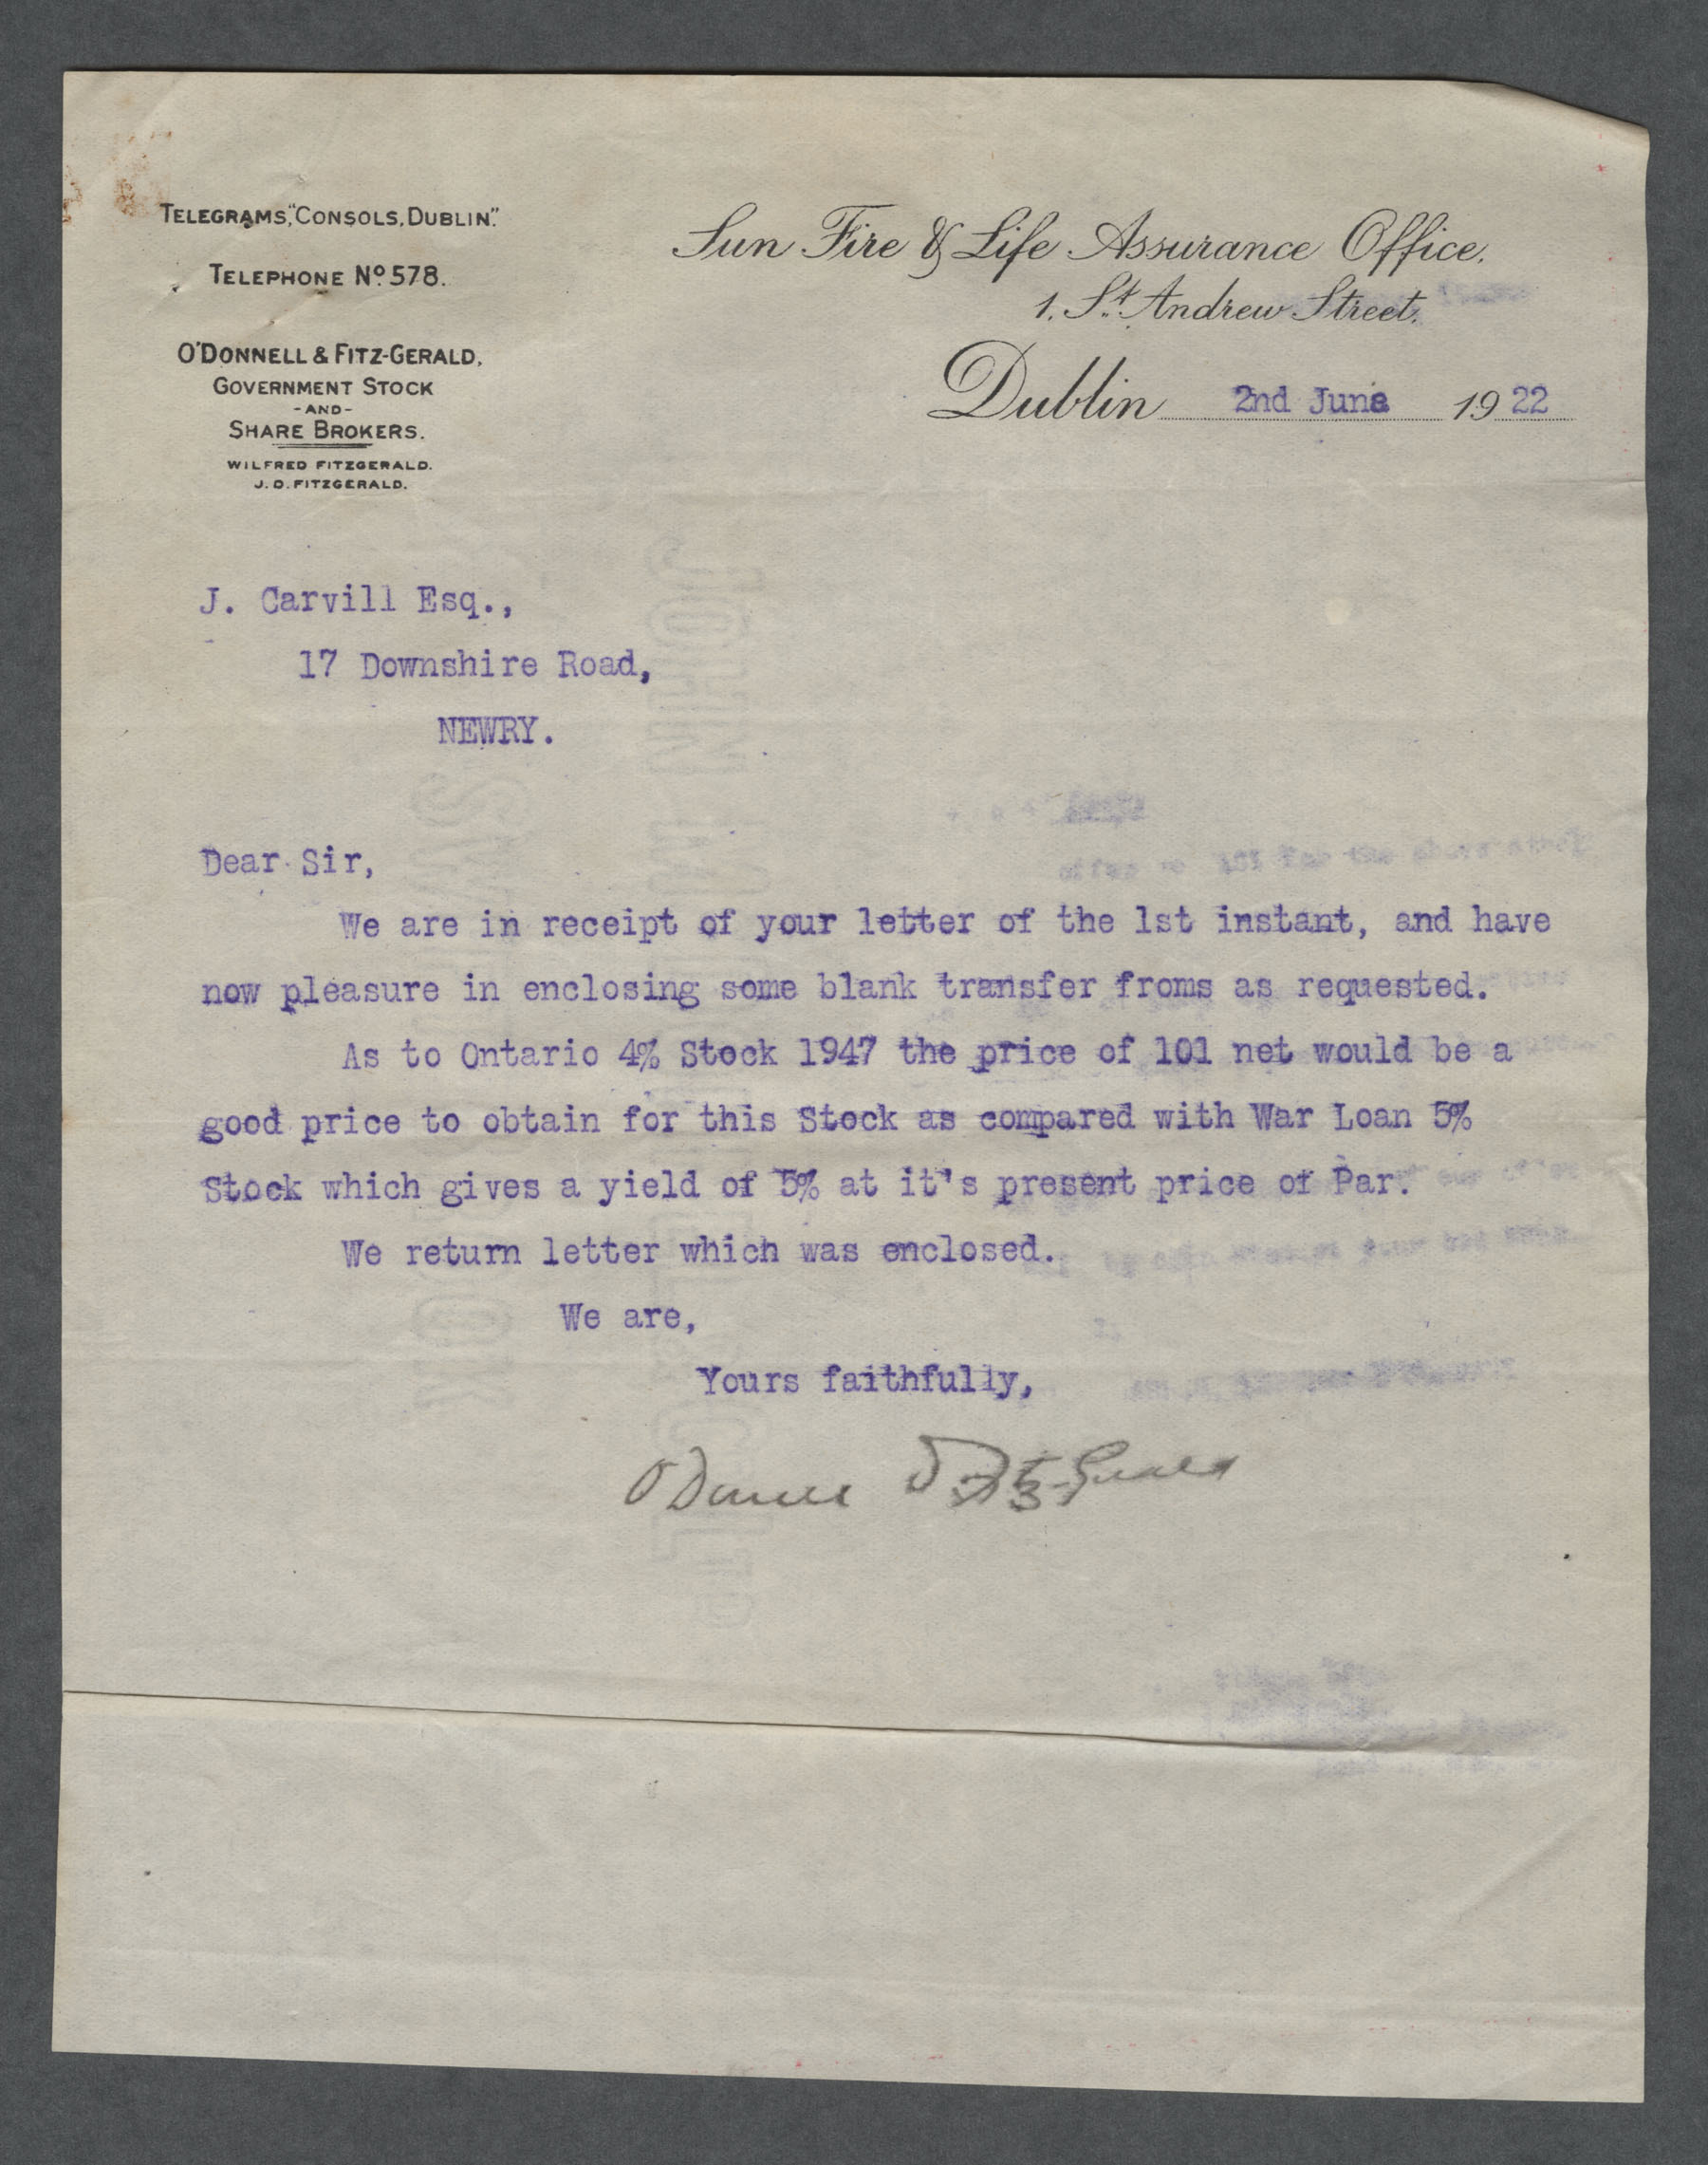 TELEGRAMS, "CONSOLS, DUBLIN."
TELEPHONE Nº 578.
O'DONNELL & FITZ-GERALD,
GOVERNMENT STOCK
-AND-
SHARE BROKERS.
WILFRED FITZGERALD.
J.D. FITZGERALD.
Sun Fire & Life Assurance Office.
1. St. Andrew Street.
Dublin 2nd June 1922
J. Carvill Esq.,
17 Downshire Road,
NEWRY.
Dear Sir,
We are in receipt of your letter of the 1st instant, and have
now pleasure in enclosing some blank transfer froms as requested.
As to Ontario 4% Stock 1947 the price of 101 net would be a
good price to obtain for this Stock as compared with War Loan 5%
Stock which gives a yield of 5% at it's present price of Par.
We return letter which was enclosed.
We are,
Yours faithfully,
O'Donnell & Fitz-Gerald